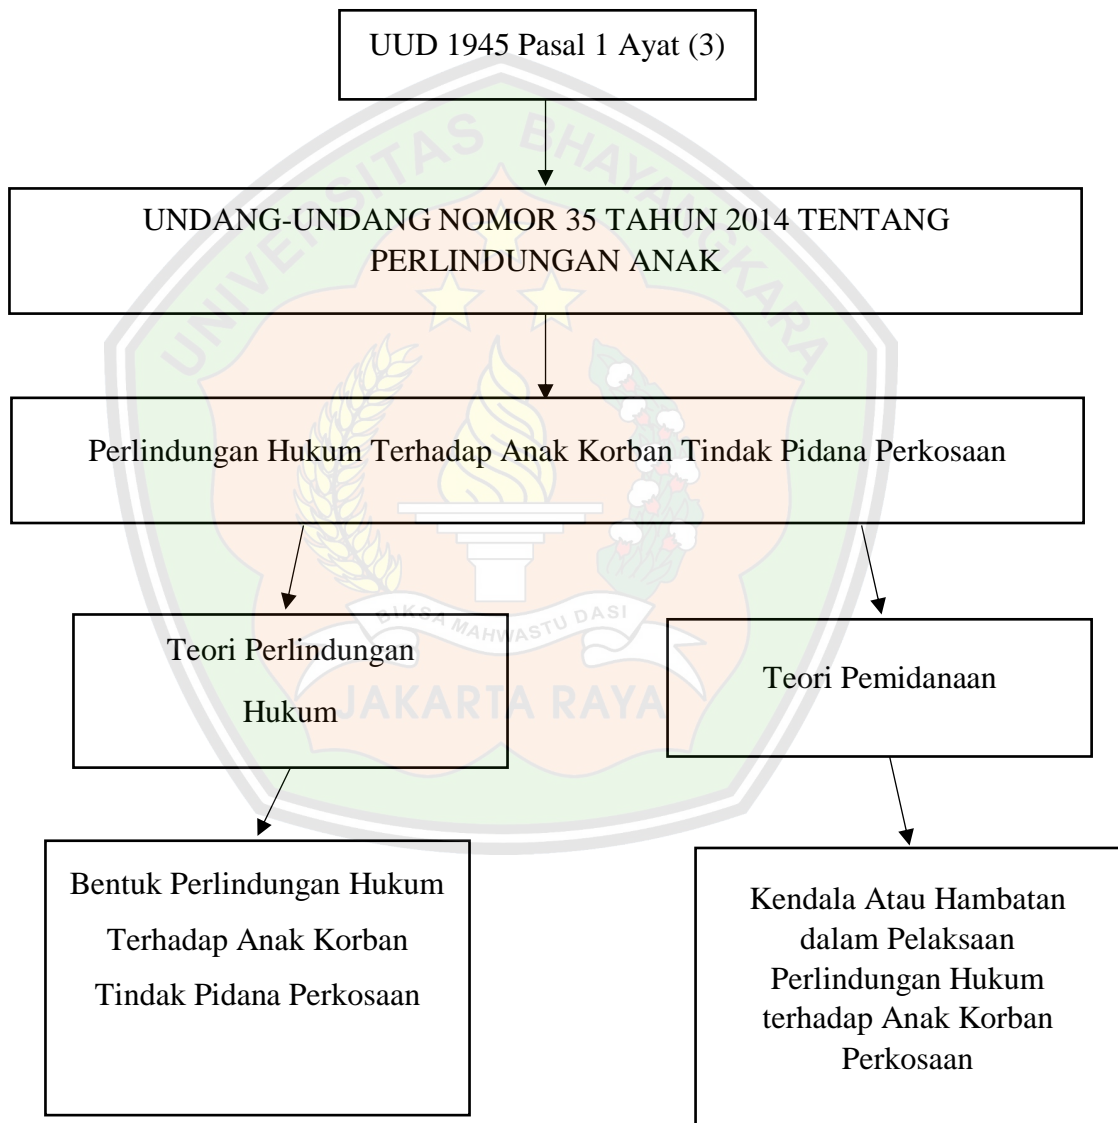 UUD 1945 Pasal 1 Ayat (3)
UNIVERSITAS BHAYANGKARA
UNDANG-UNDANG NOMOR 35 TAHUN 2014 TENTANG
PERLINDUNGAN ANAK
Perlindungan Hukum Terhadap Anak Korban Tindak Pidana Perkosaan
BIKSA MAHWASTU DASI
Teori Perlindungan
Hukum
Teori Pemidanaan
JAKARTA RAYA
Bentuk Perlindungan Hukum
Terhadap Anak Korban
Tindak Pidana Perkosaan
Kendala Atau Hambatan
dalam Pelaksaan
Perlindungan Hukum
terhadap Anak Korban
Perkosaan